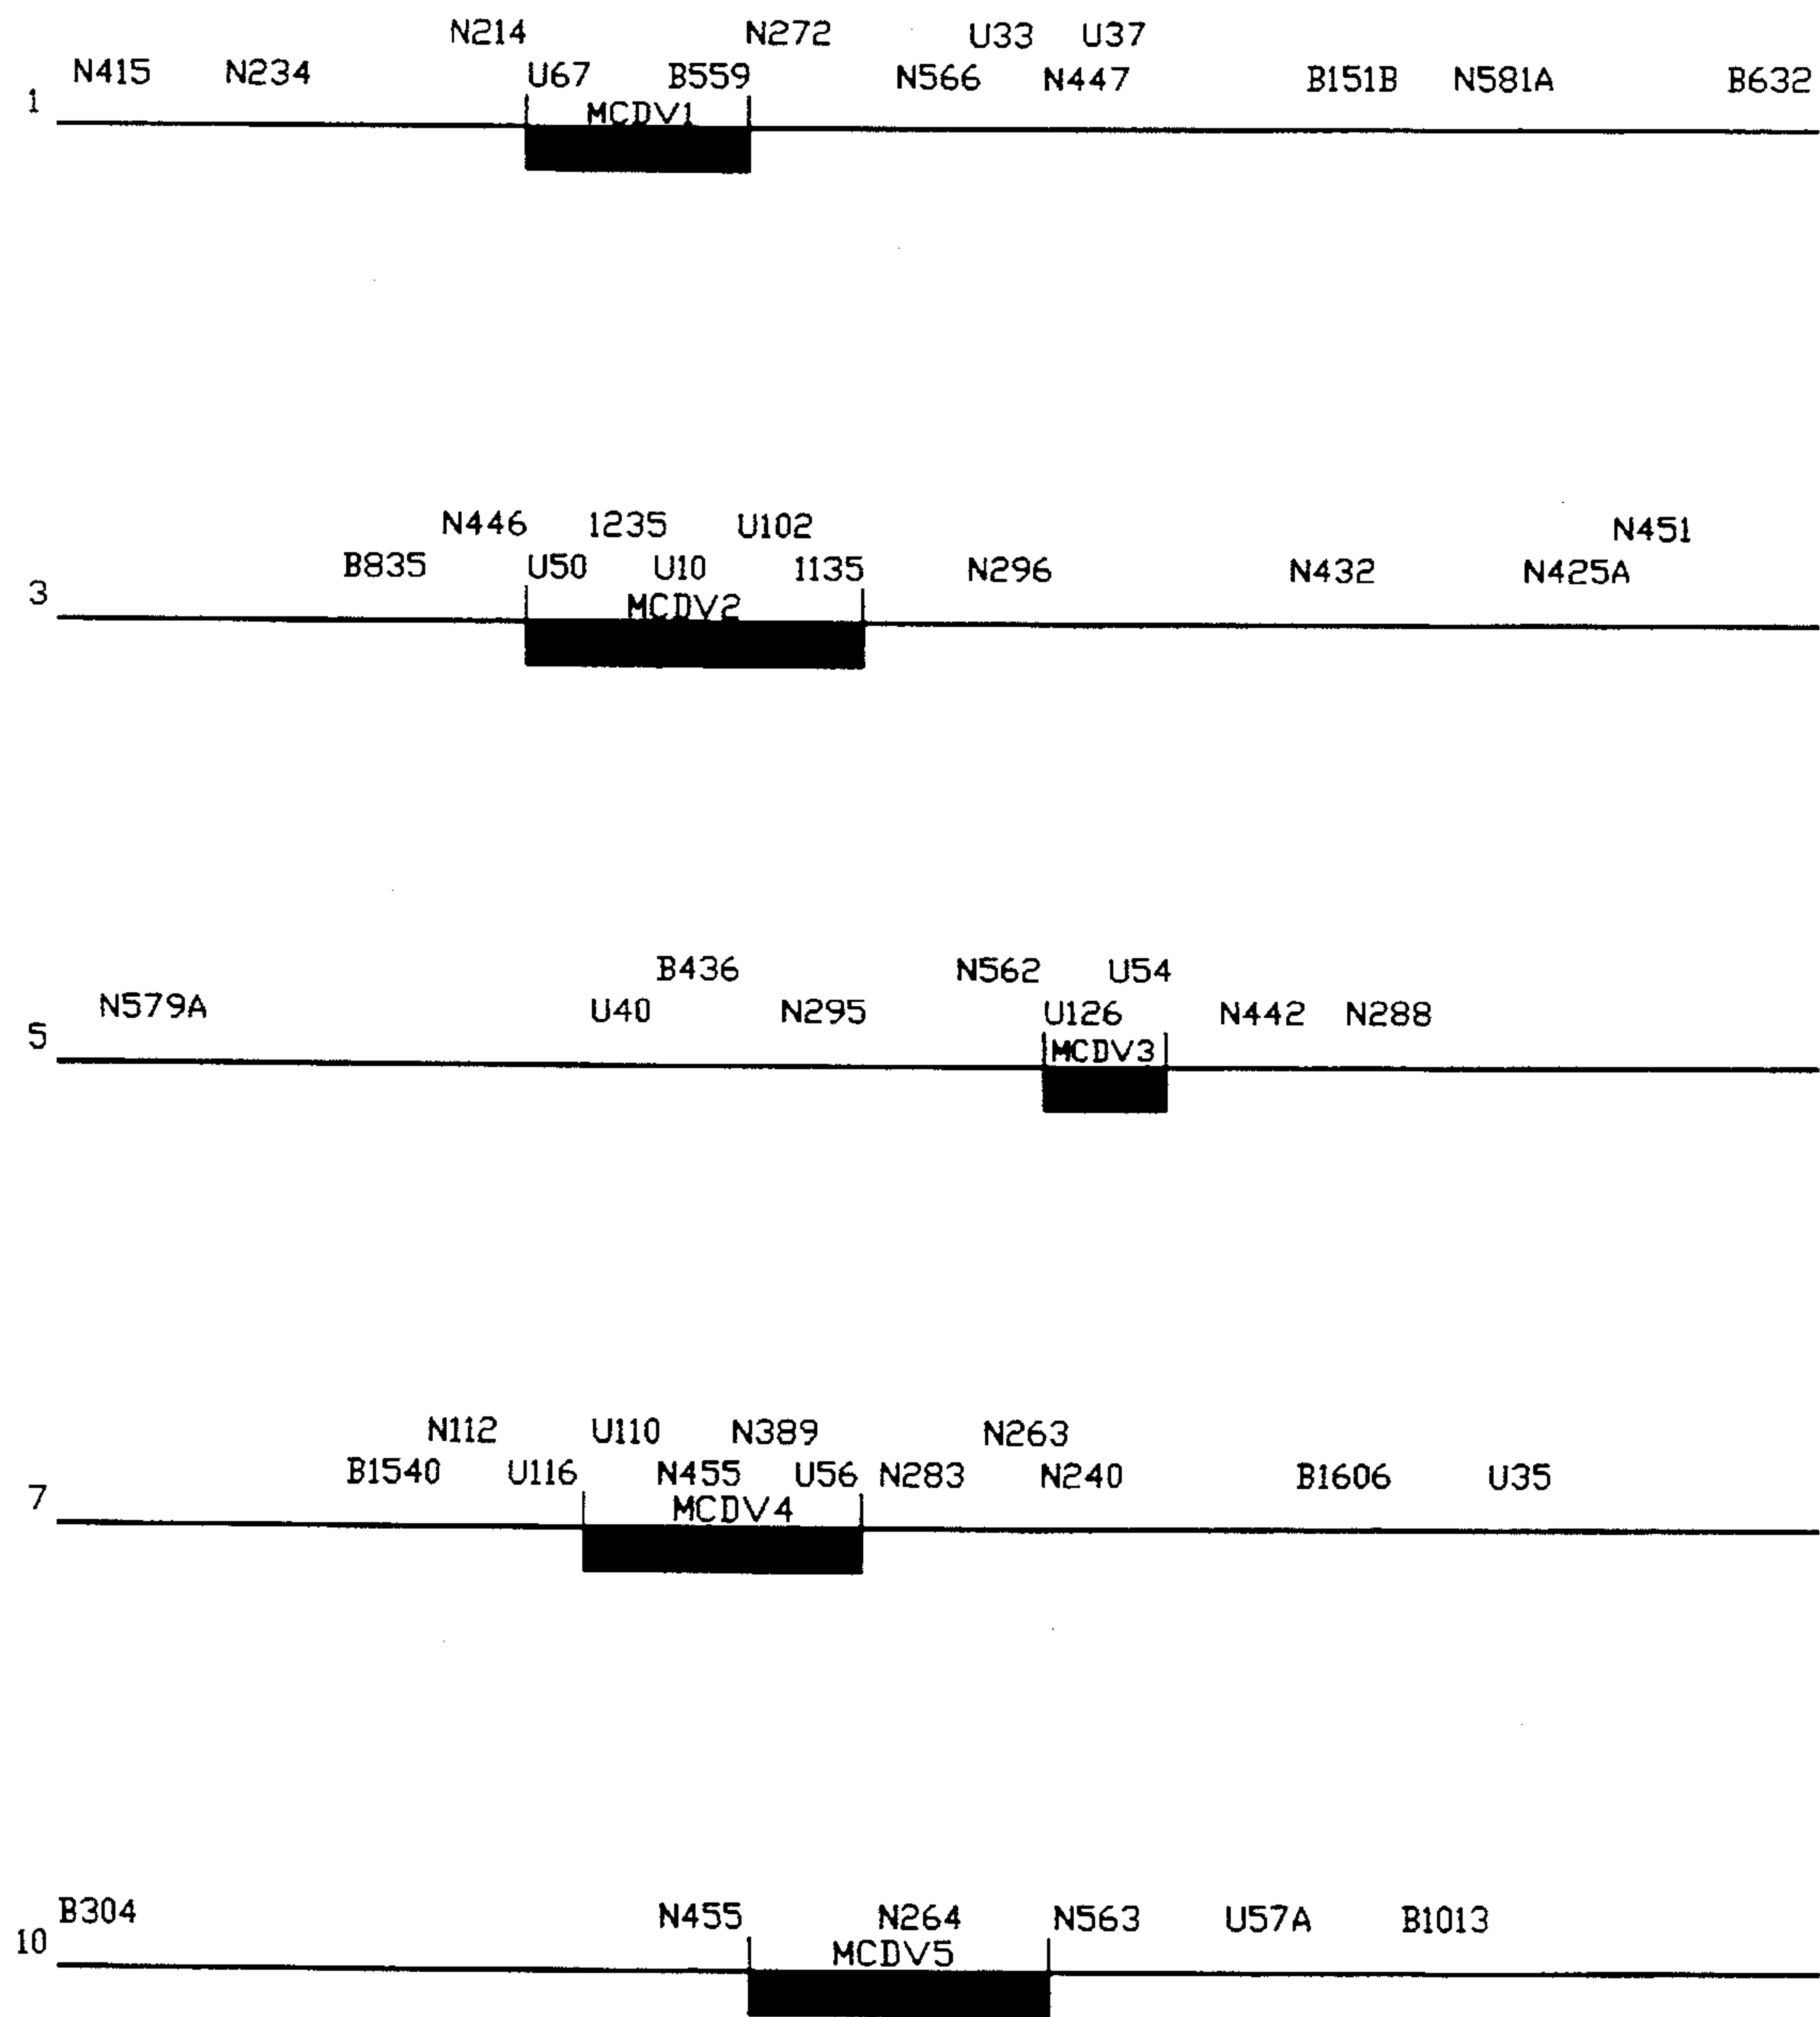 N214 N272 U33 U37
N415 N234 U67 B559 N566 N447 B151B N581A B632
1 MCDV1
N446 1235 U102 N451
B835 U50 U10 1135 N296 N432 N425A
3 MCDV2
B436 N562 U54
N579A U40 N295 U126 N442 N288
5 MCDV3
N112 U110 N389 N263
B1540 U116 N455 U56 N283 N240 B1606 U35
7 MCDV4
B304 N455 N264 N563 U57A B1013
10 MCDV5